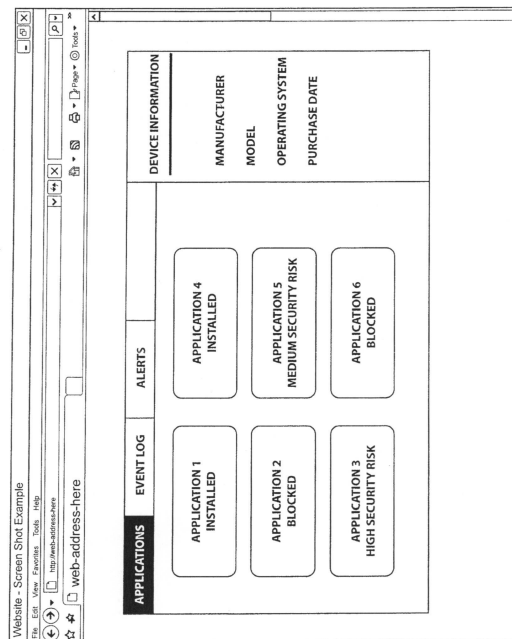 Website - Screen Shot Example
File Edit View Favorites Tools Help
http://web-address-here
web-address-here
Page Tools
APPLICATIONS EVENT LOG ALERTS
APPLICATION 1
INSTALLED
APPLICATION 4
INSTALLED
APPLICATION 2
BLOCKED
APPLICATION 5
MEDIUM SECURITY RISK
APPLICATION 3
HIGH SECURITY RISK
APPLICATION 6
BLOCKED
DEVICE INFORMATION
MANUFACTURER
MODEL
OPERATING SYSTEM
PURCHASE DATE